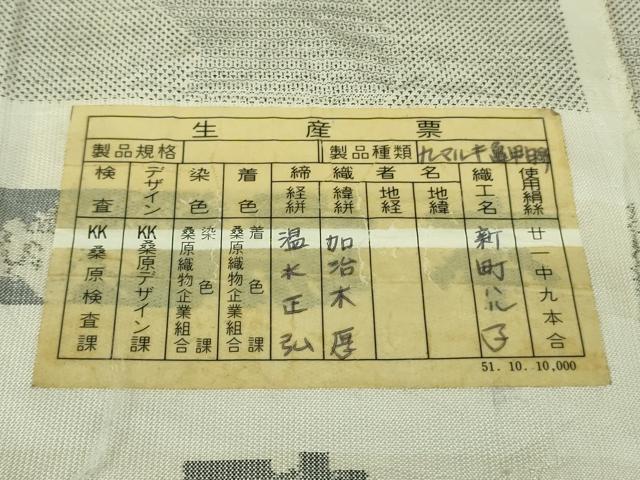 生産票
製品規格
製品種類 九マルキ亀甲
検査
デザイン
染色
着色
締織者名
経絣
緯絣
地経
地緯
織工名
使用絹絲
KK桑原検査課
KK桑原デザイン課
桑原織物企業組合 染色課
桑原織物企業組合 着色課
温水正弘
加治木厚
新町ハル子
廿一中九本合
51. 10. 10,000